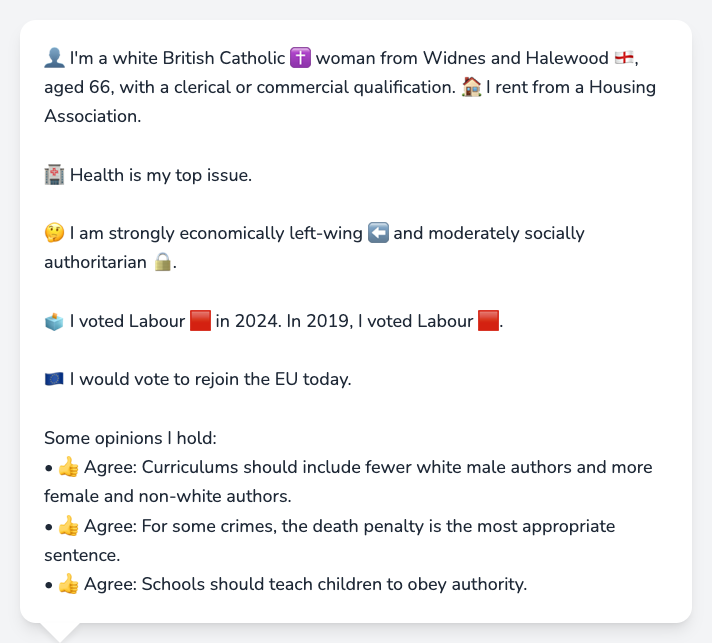 👤 I'm a white British Catholic ✝️ woman from Widnes and Halewood 🏴󠁧󠁢󠁥󠁮󠁧󠁿,
aged 66, with a clerical or commercial qualification. 🏠 I rent from a Housing
Association.
🏥 Health is my top issue.
🤔 I am strongly economically left-wing ⬅️ and moderately socially
authoritarian 🔒.
🗳️ I voted Labour 🟥 in 2024. In 2019, I voted Labour 🟥.
🇪🇺 I would vote to rejoin the EU today.
Some opinions I hold:
• 👍 Agree: Curriculums should include fewer white male authors and more
female and non-white authors.
• 👍 Agree: For some crimes, the death penalty is the most appropriate
sentence.
• 👍 Agree: Schools should teach children to obey authority.